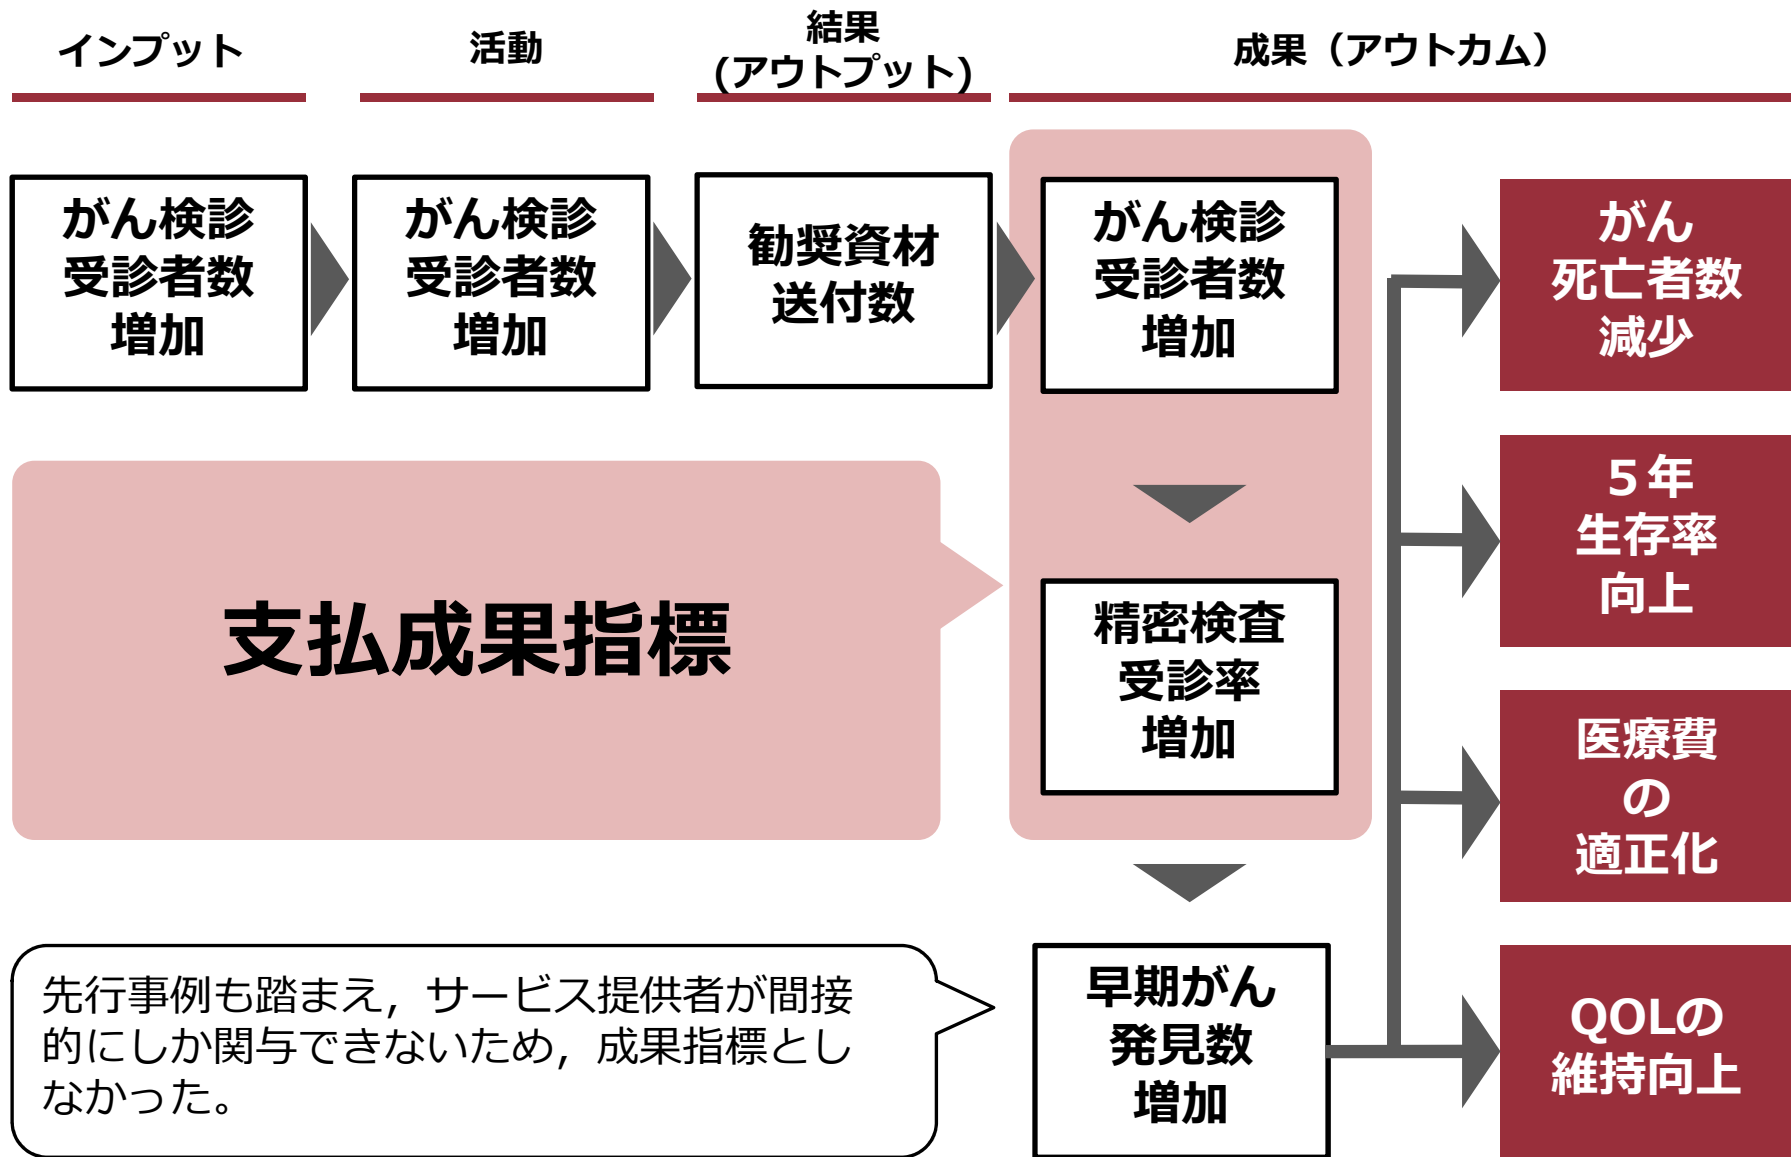 インプット
活動
結果
(アウトプット)
成果（アウトカム）
がん検診
受診者数
増加
がん検診
受診者数
増加
勧奨資材
送付数
がん検診
受診者数
増加
がん
死亡者数
減少
５年
生存率
向上
支払成果指標
精密検査
受診率
増加
医療費
の
適正化
先行事例も踏まえ，サービス提供者が間接
的にしか関与できないため，成果指標とし
なかった。
早期がん
発見数
増加
QOLの
維持向上